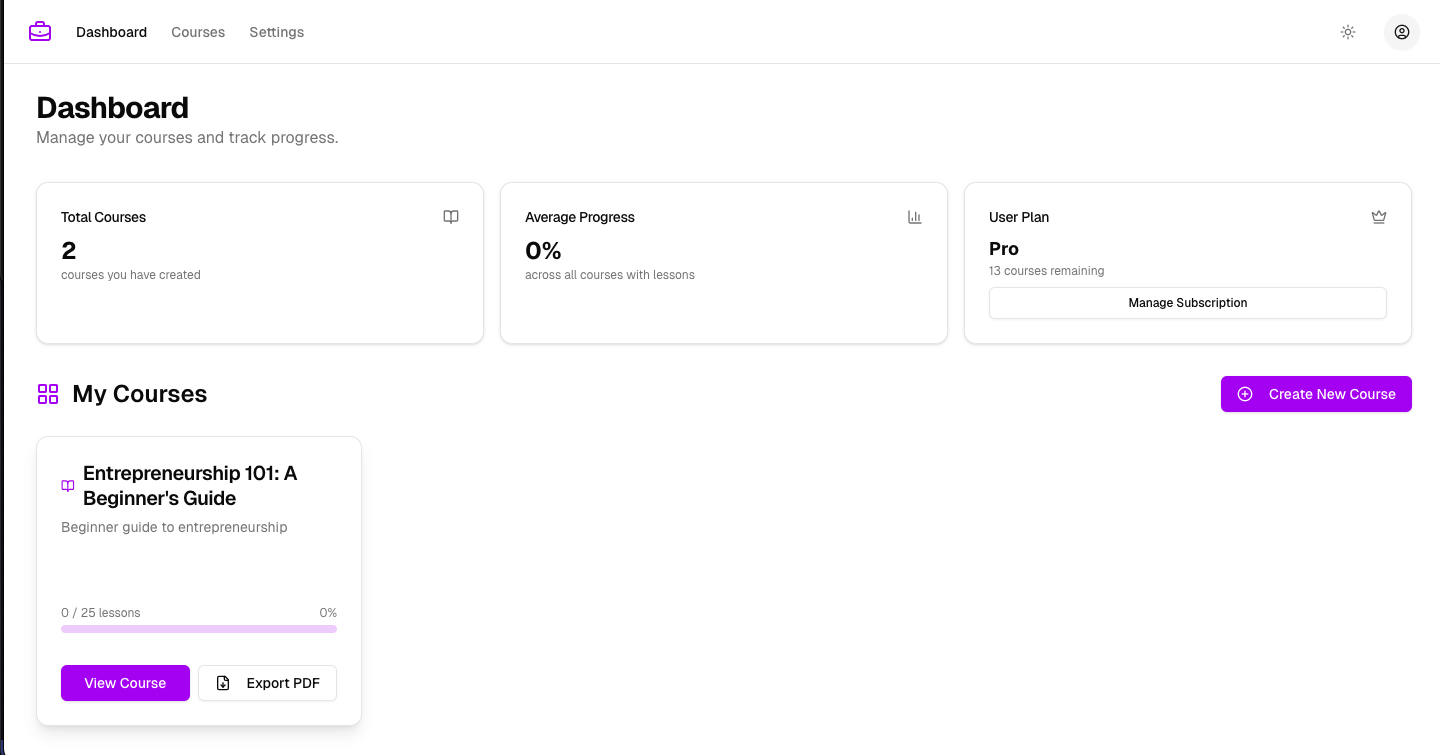 Dashboard Courses Settings
Dashboard
Manage your courses and track progress.
Total Courses
2
courses you have created
Average Progress
0%
across all courses with lessons
User Plan
Pro
13 courses remaining
Manage Subscription
My Courses
Create New Course
Entrepreneurship 101: A
Beginner's Guide
Beginner guide to entrepreneurship
0 / 25 lessons 0%
View Course Export PDF